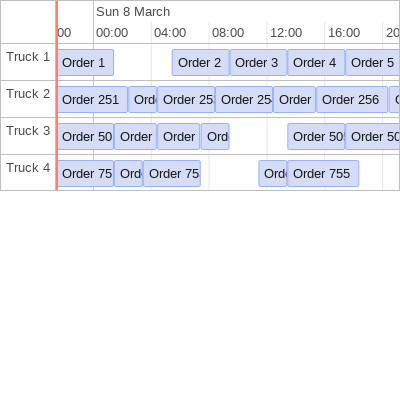 Sun 8 March
00 00:00 04:00 08:00 12:00 16:00 20
Truck 1 Order 1 Order 2 Order 3 Order 4 Order 5
Truck 2 Order 251 Ord Order 25 Order 25 Order Order 256
Truck 3 Order 50 Order Order Ord Order 50 Order 50
Truck 4 Order 75 Ord Order 75 Ord Order 755